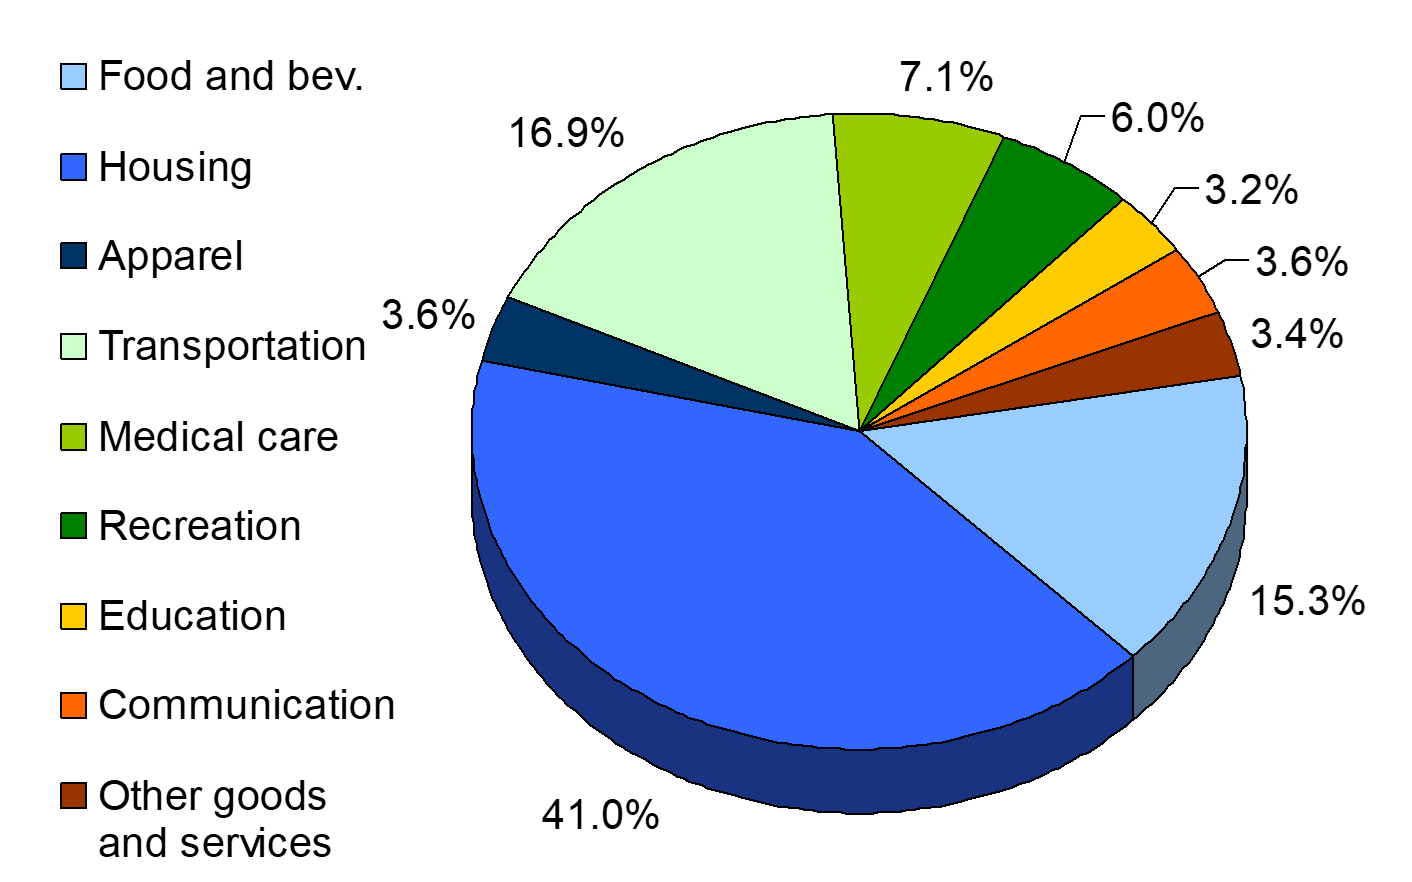 Food and bev.
Housing
Apparel
Transportation
Medical care
Recreation
Education
Communication
Other goods
and services
7.1%
6.0%
16.9%
3.2%
3.6%
3.6%
3.4%
15.3%
41.0%